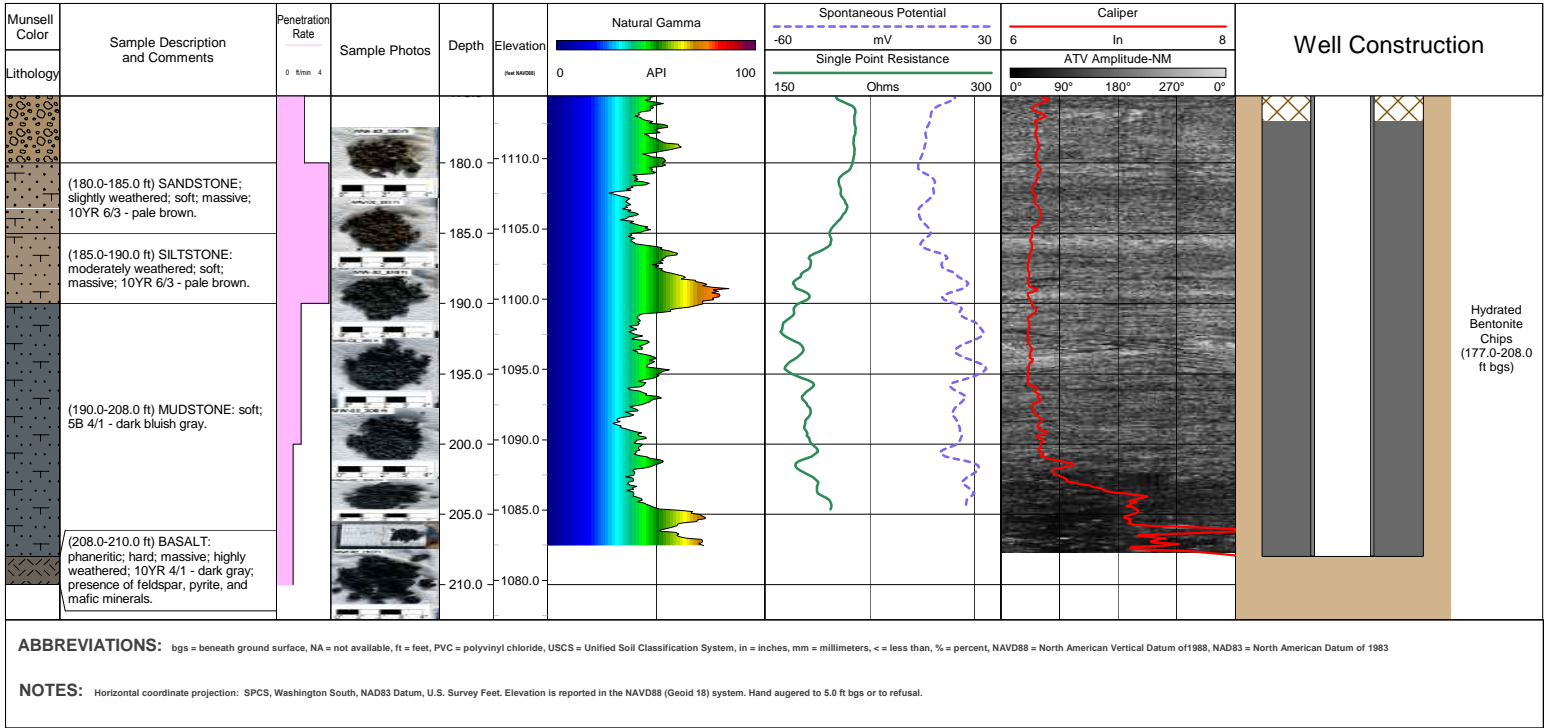 Munsell
Color
Lithology
Sample Description
and Comments
Penetration
Rate
0 ft/min 4
Sample Photos
Depth
Elevation
(feet NAVD88)
Natural Gamma
0 API 100
Spontaneous Potential
-60 mV 30
Single Point Resistance
150 Ohms 300
Caliper
6 In 8
ATV Amplitude-NM
0° 90° 180° 270° 0°
Well Construction
180.0
185.0
190.0
195.0
200.0
205.0
210.0
1110.0
1105.0
1100.0
1095.0
1090.0
1085.0
1080.0
(180.0-185.0 ft) SANDSTONE;
slightly weathered; soft; massive;
10YR 6/3 - pale brown.
(185.0-190.0 ft) SILTSTONE:
moderately weathered; soft;
massive; 10YR 6/3 - pale brown.
(190.0-208.0 ft) MUDSTONE: soft;
5B 4/1 - dark bluish gray.
(208.0-210.0 ft) BASALT:
phaneritic; hard; massive; highly
weathered; 10YR 4/1 - dark gray;
presence of feldspar, pyrite, and
mafic minerals.
Hydrated
Bentonite
Chips
(177.0-208.0
ft bgs)
ABBREVIATIONS: bgs = beneath ground surface, NA = not available, ft = feet, PVC = polyvinyl chloride, USCS = Unified Soil Classification System, in = inches, mm = millimeters, < = less than, % = percent, NAVD88 = North American Vertical Datum of1988, NAD83 = North American Datum of 1983
NOTES: Horizontal coordinate projection: SPCS, Washington South, NAD83 Datum, U.S. Survey Feet. Elevation is reported in the NAVD88 (Geoid 18) system. Hand augered to 5.0 ft bgs or to refusal.